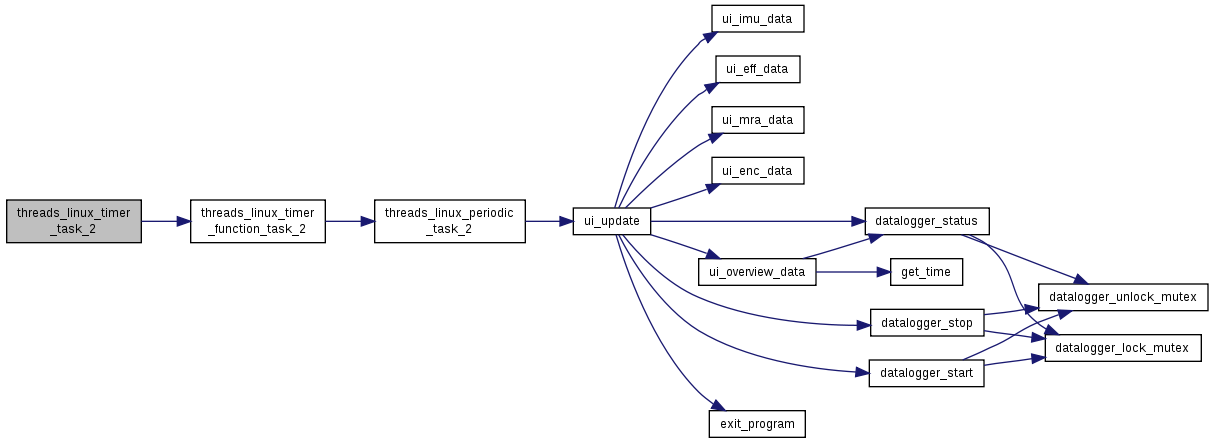 threads_linux_timer
_task_2
threads_linux_timer
_function_task_2
threads_linux_periodic
_task_2
ui_update
ui_imu_data
ui_eff_data
ui_mra_data
ui_enc_data
datalogger_status
ui_overview_data
get_time
datalogger_unlock_mutex
datalogger_stop
datalogger_lock_mutex
datalogger_start
exit_program